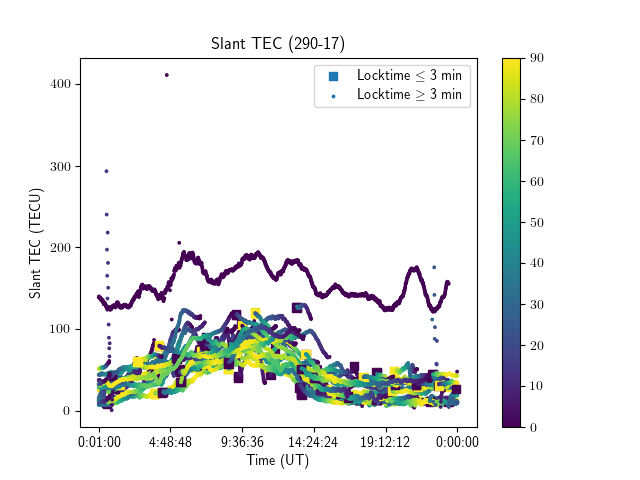 Slant TEC (290-17)
Slant TEC (TECU)
400
300
200
100
0
Locktime ≤ 3 min
Locktime ≥ 3 min
0:01:00 4:48:48 9:36:36 14:24:24 19:12:12 0:00:00
Time (UT)
90
80
70
60
50
40
30
20
10
0